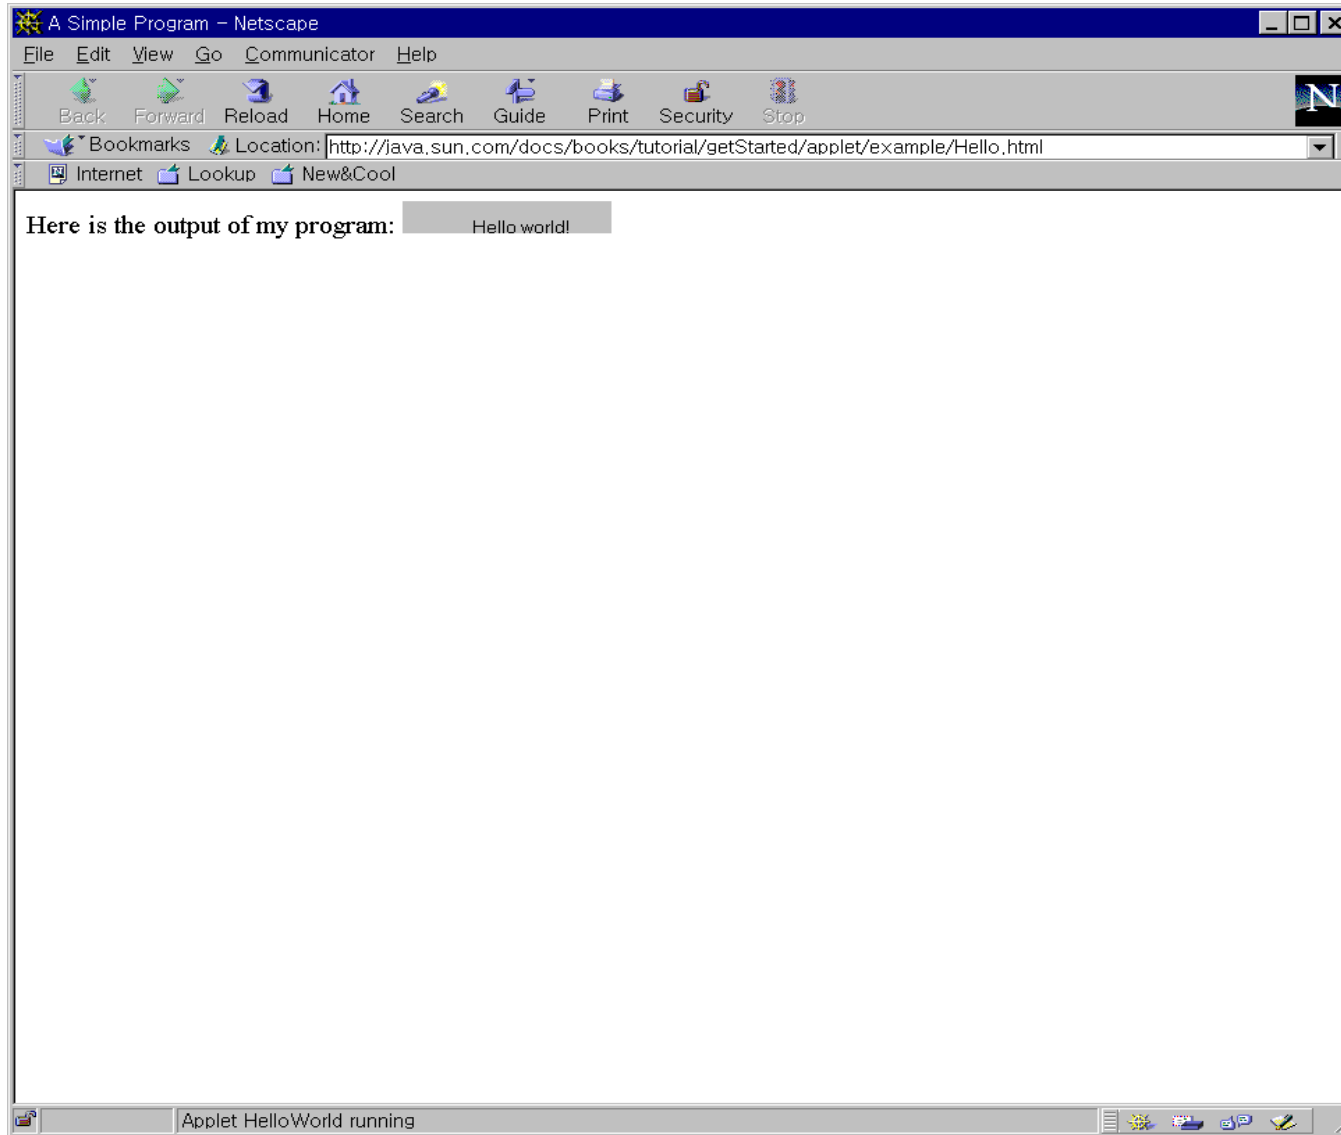 A Simple Program - Netscape
File Edit View Go Communicator Help
Back Forward Reload Home Search Guide Print Security Stop
N
Bookmarks Location: http://java.sun.com/docs/books/tutorial/getStarted/applet/example/Hello.html
Internet Lookup New&Cool
Here is the output of my program: Hello world!
Applet HelloWorld running